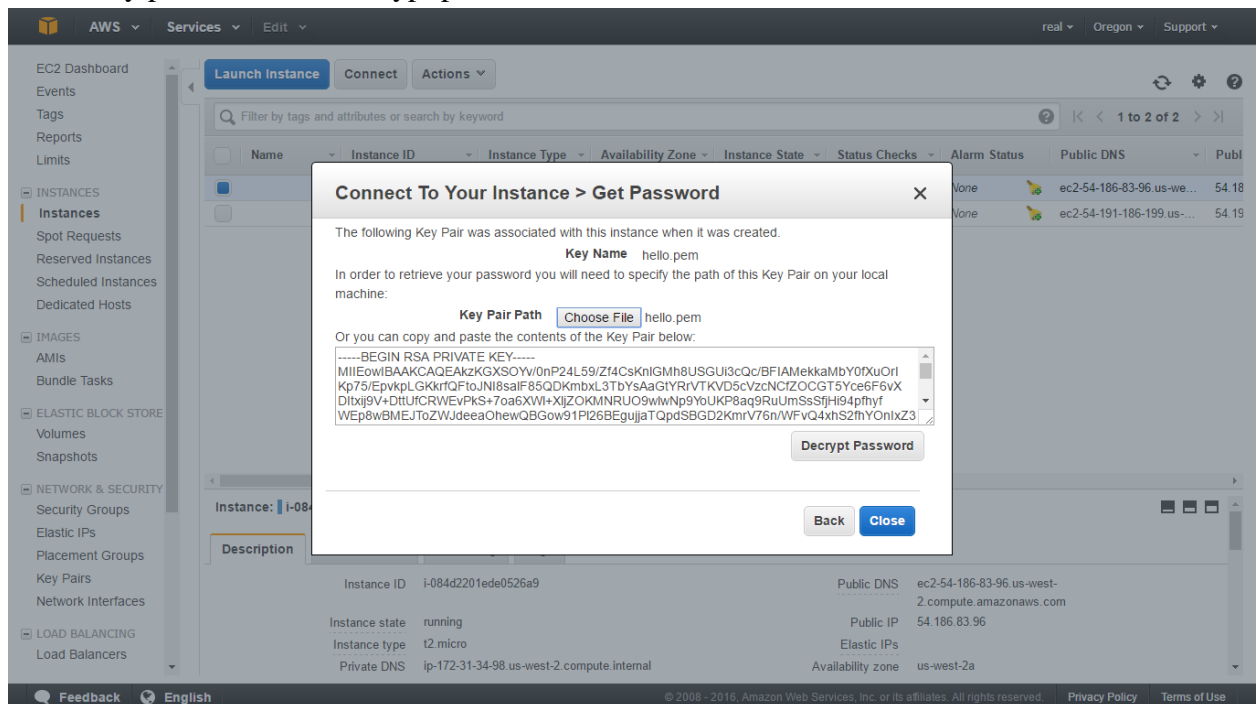 AWS Services Edit real Oregon Support
EC2 Dashboard
Events
Tags
Reports
Limits
INSTANCES
Instances
Spot Requests
Reserved Instances
Scheduled Instances
Dedicated Hosts
IMAGES
AMIs
Bundle Tasks
ELASTIC BLOCK STORE
Volumes
Snapshots
NETWORK & SECURITY
Security Groups
Elastic IPs
Placement Groups
Key Pairs
Network Interfaces
LOAD BALANCING
Load Balancers
Launch Instance Connect Actions
Filter by tags and attributes or search by keyword 1 to 2 of 2
Name Instance ID Instance Type Availability Zone Instance State Status Checks Alarm Status Public DNS Publ
None ec2-54-186-83-96.us-we... 54.18
None ec2-54-191-186-199.us-... 54.19
Connect To Your Instance > Get Password
The following Key Pair was associated with this instance when it was created.
Key Name hello.pem
In order to retrieve your password you will need to specify the path of this Key Pair on your local
machine:
Key Pair Path Choose File hello.pem
Or you can copy and paste the contents of the Key Pair below:
-----BEGIN RSA PRIVATE KEY-----
Decrypt Password
Back Close
Instance: i-084
Description
Instance ID i-084d2201ede0526a9
Instance state running
Instance type t2.micro
Private DNS ip-172-31-34-98.us-west-2.compute.internal
Public DNS ec2-54-186-83-96.us-west-
2.compute.amazonaws.com
Public IP 54.186.83.96
Elastic IPs
Availability zone us-west-2a
Feedback English © 2008 - 2016, Amazon Web Services, Inc. or its affiliates. All rights reserved. Privacy Policy Terms of Use